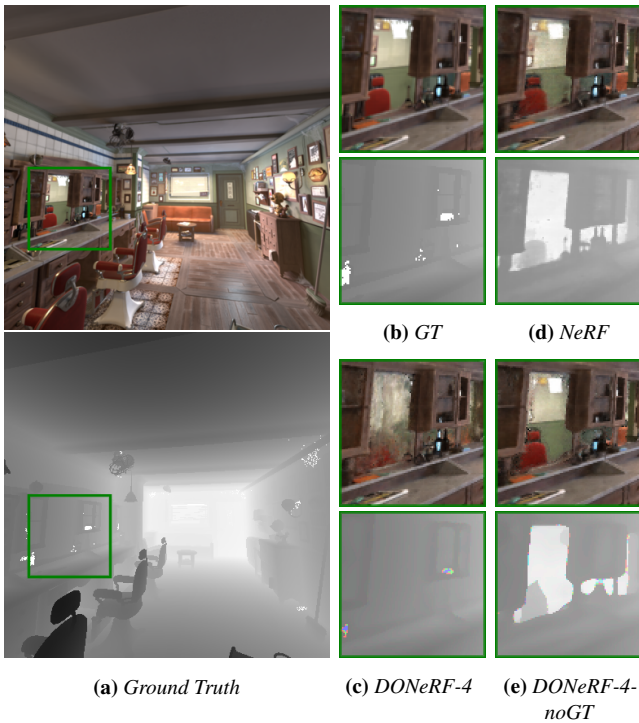 (b) GT
(d) NeRF
(a) Ground Truth
(c) DONeRF-4
(e) DONeRF-4-
noGT